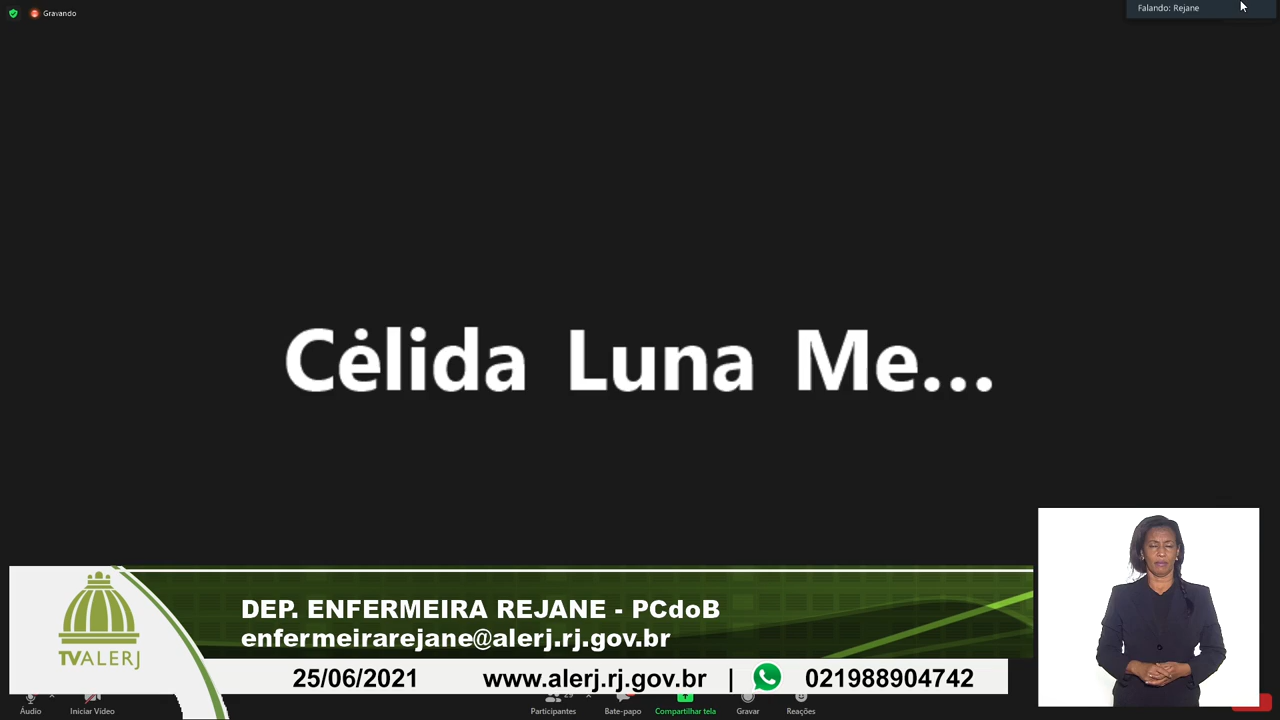 Gravando
Falando: Rejane
Cėlida Luna Me...
DEP. ENFERMEIRA REJANE - PCdoB
enfermeirarejane@alerj.rj.gov.br
TVALERJ
25/06/2021 www.alerj.rj.gov.br | 021988904742
Áudio Iniciar Vídeo Participantes Bate-papo Compartilhar tela Gravar Reações